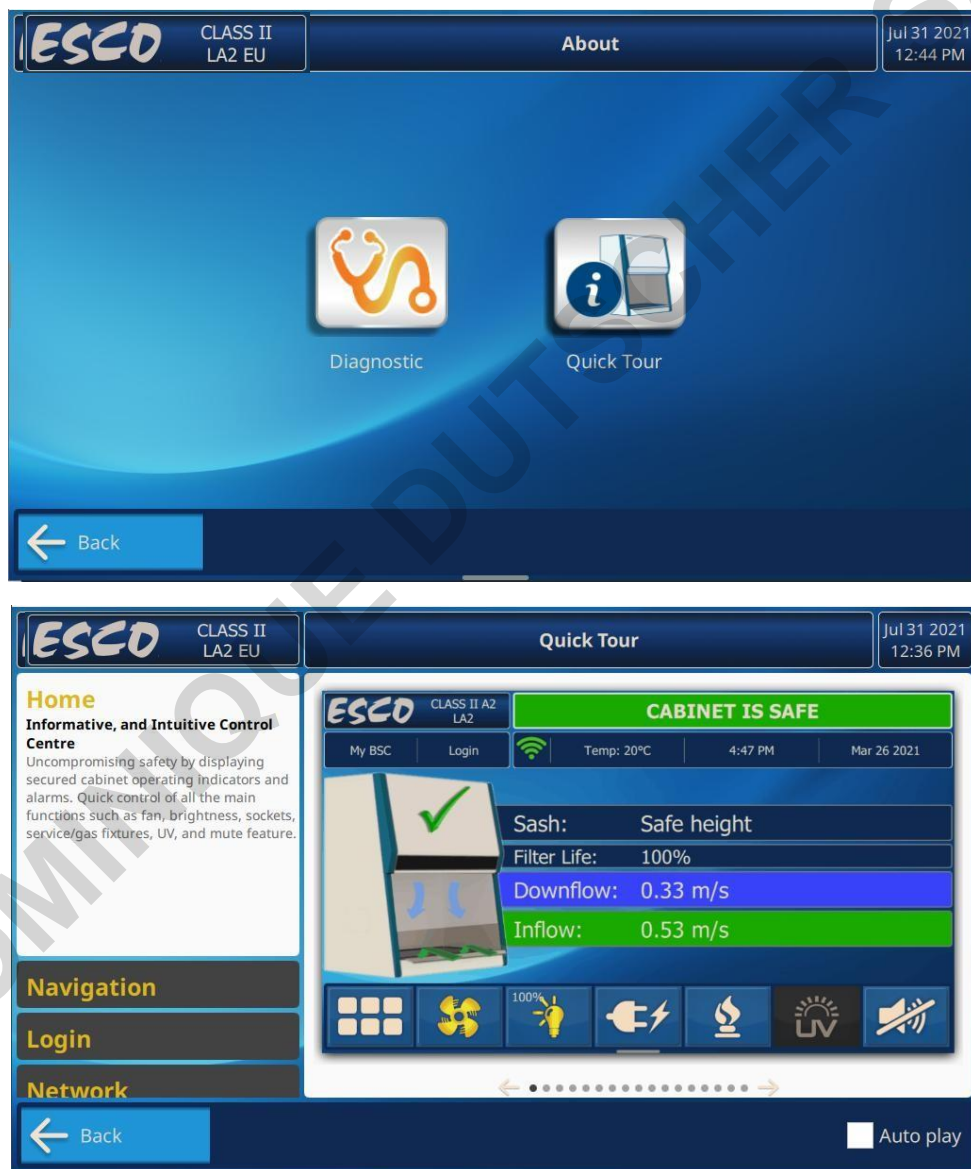 ESCO
CLASS II
LA2 EU
About
Jul 31 2021
12:44 PM
i
Diagnostic
Quick Tour
Back
ESCO
CLASS II
LA2 EU
Quick Tour
Jul 31 2021
12:36 PM
Home
Informative, and Intuitive Control
Centre
Uncompromising safety by displaying
secured cabinet operating indicators and
alarms. Quick control of all the main
functions such as fan, brightness, sockets,
service/gas fixtures, UV, and mute feature.
Navigation
Login
Network
ESCO
CLASS II A2
LA2
CABINET IS SAFE
My BSC Login Temp: 20°C 4:47 PM Mar 26 2021
Sash: Safe height
Filter Life: 100%
Downflow: 0.33 m/s
Inflow: 0.53 m/s
100%
UV
Back
Auto play
DOMINIQUE DUTSCHER S